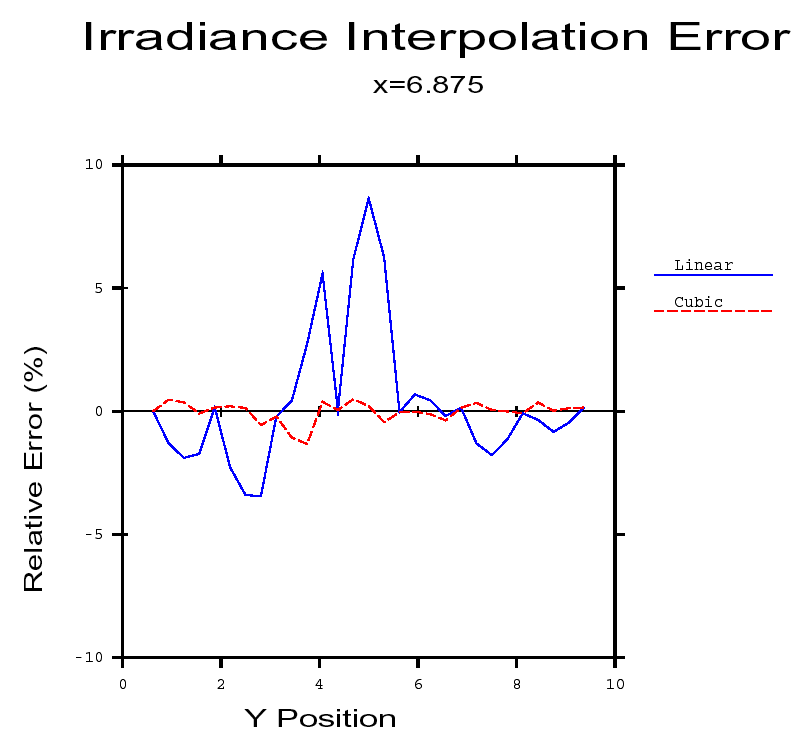 Irradiance Interpolation Error
x=6.875
10
5
0
-5
-10
Relative Error (%)
0 2 4 6 8 10
Y Position
Linear
Cubic